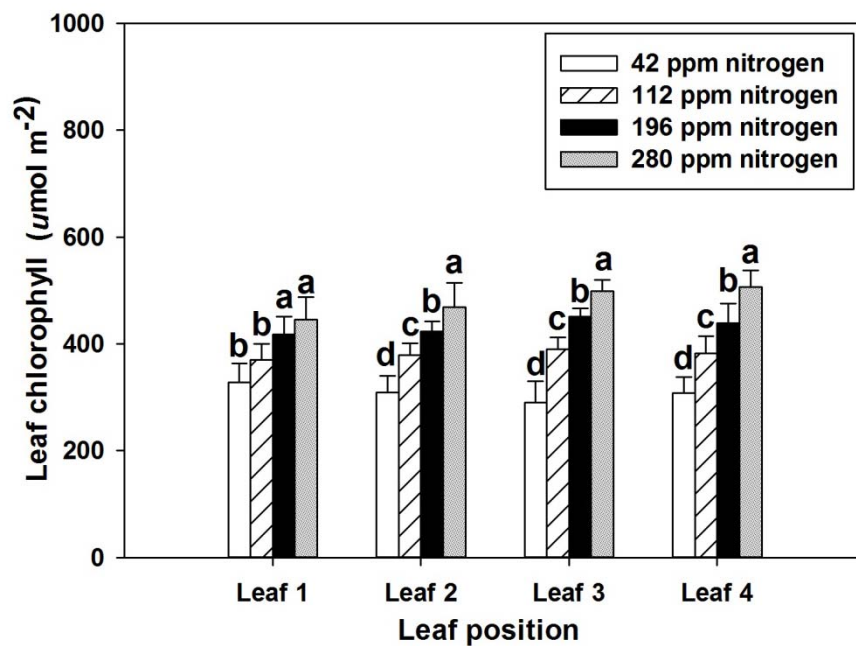 1000
800
600
400
200
0
Leaf chlorophyll (umol m-2)
42 ppm nitrogen
112 ppm nitrogen
196 ppm nitrogen
280 ppm nitrogen
b b a a
d c b a
d c b a
d c b a
Leaf 1 Leaf 2 Leaf 3 Leaf 4
Leaf position